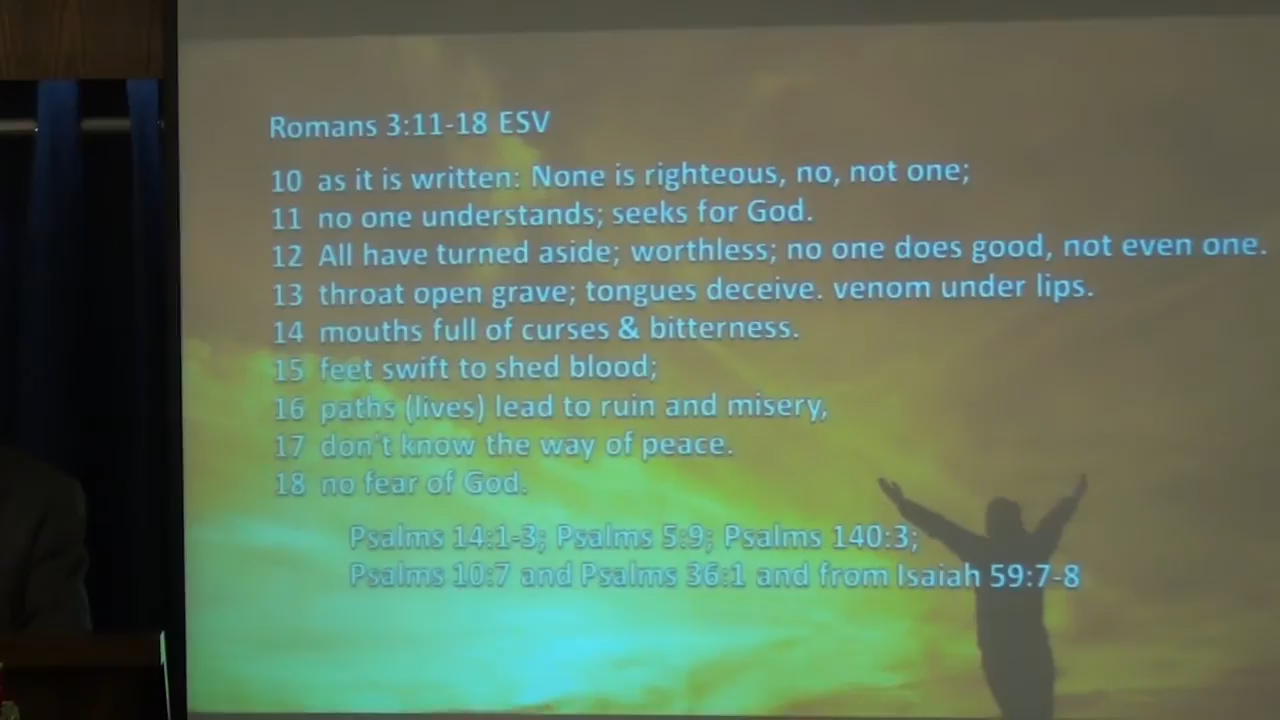 Romans 3:11-18 ESV
10 as it is written: None is righteous, no, not one;
11 no one understands; seeks for God.
12 All have turned aside; worthless; no one does good, not even one.
13 throat open grave; tongues deceive. venom under lips.
14 mouths full of curses & bitterness.
15 feet swift to shed blood;
16 paths (lives) lead to ruin and misery,
17 don't know the way of peace.
18 no fear of God.
Psalms 14:1-3; Psalms 5:9; Psalms 140:3;
Psalms 10:7 and Psalms 36:1 and from Isaiah 59:7-8